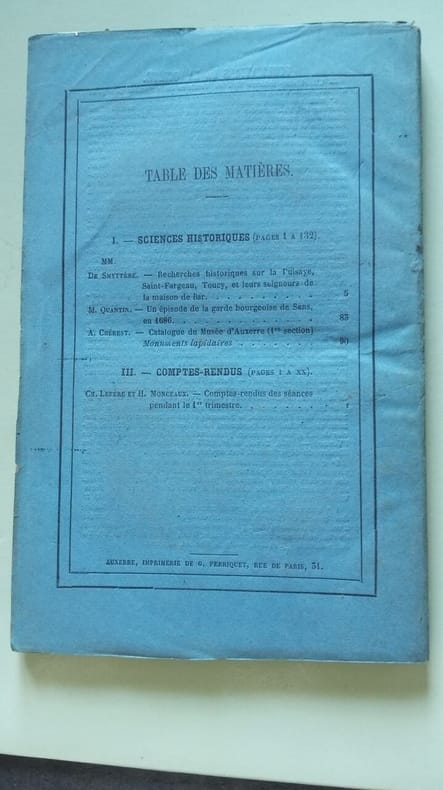 TABLE DES MATIÈRES.
I. — SCIENCES HISTORIQUES (PAGES 1 A 132).
MM
DE SMYTTÈRE. — Recherches historiques sur la Puisaye,
Saint-Fargeau, Toucy, et leurs seigneurs de
la maison de Bar. . . . . . . . . . . 5
M. QUANTIN. — Un épisode de la garde bourgeoise de Sens,
en 1686. . . . . . . . . . . . . . 83
A. CHÉREST. — Catalogue du Musée d'Auxerre (1re section)
Monuments lapidaires . . . . . . . . 90
III. — COMPTES-RENDUS (PAGES I A XX).
CH. LEFÈRE ET H. MONCEAUX. — Comptes-rendus des séances
pendant le 1er trimestre. . . . . . . . I
AUXERRE, IMPRIMERIE DE G. PERRIQUET, RUE DE PARIS, 31.